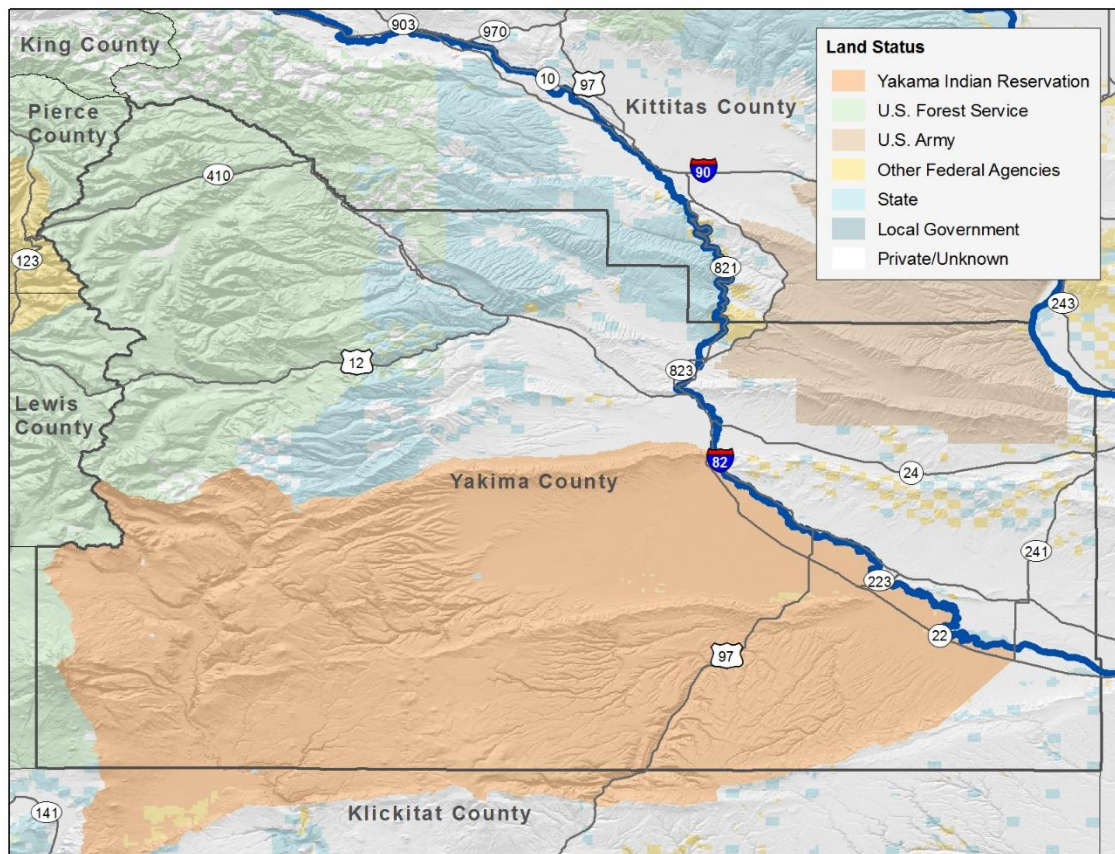 903
970
King County
Land Status
Yakama Indian Reservation
U.S. Forest Service
U.S. Army
Other Federal Agencies
State
Local Government
Private/Unknown
10
97
Kittitas County
Pierce
County
410
90
123
821
243
12
823
Lewis
County
82
24
Yakima County
241
223
22
97
Klickitat County
141